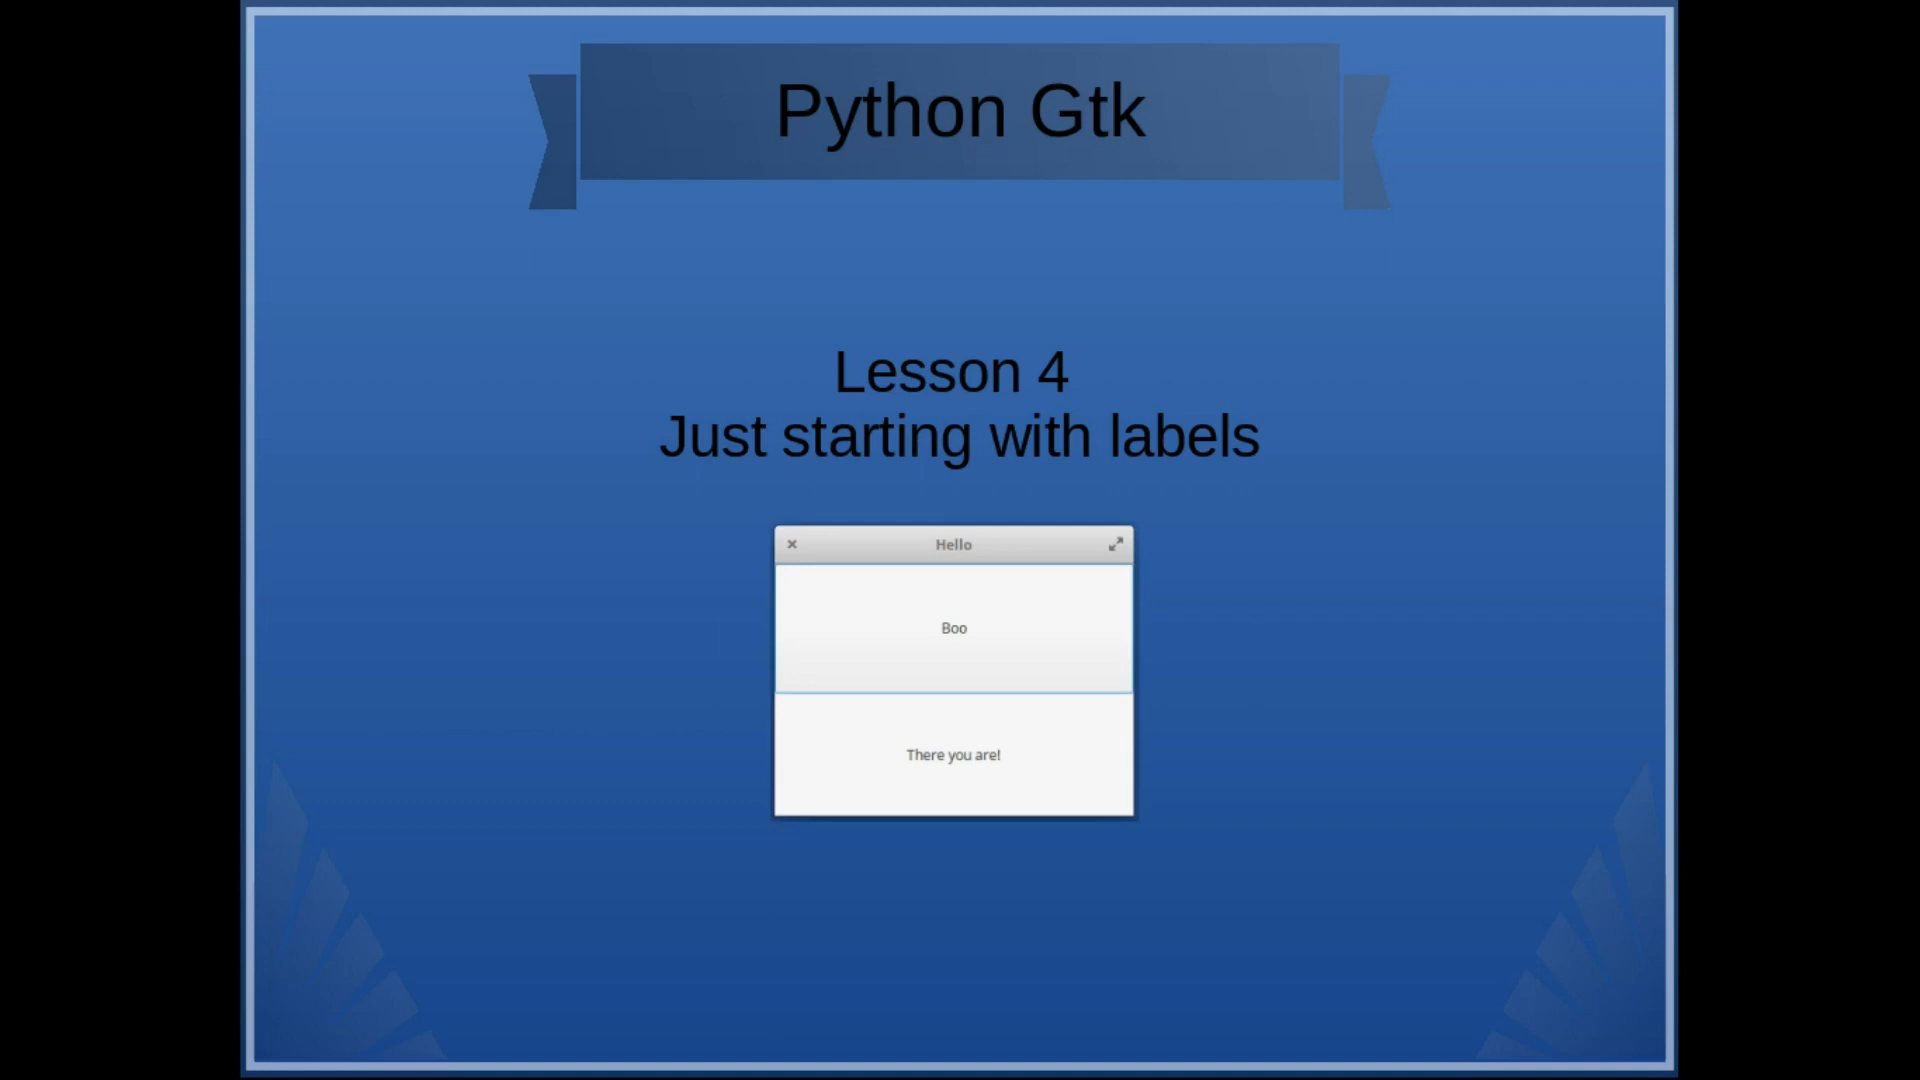 Python Gtk
Lesson 4
Just starting with labels
Hello
Boo
There you are!